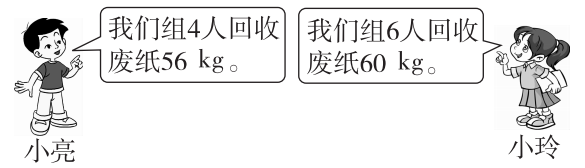 我们组4人回收
废纸56 kg。
我们组6人回收
废纸60 kg。
小亮
小玲